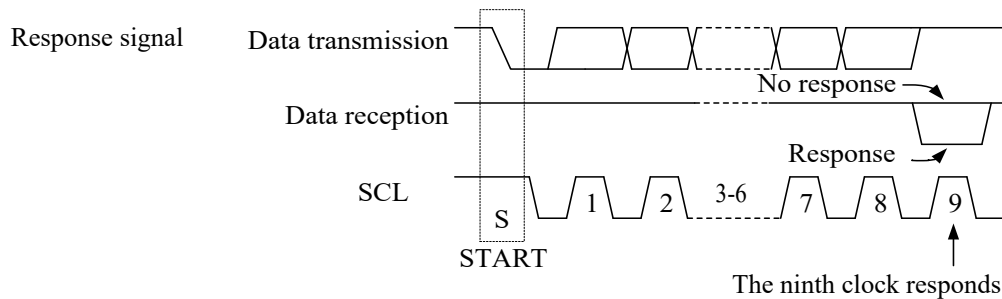 Response signal
Data transmission
No response
Data reception
Response
SCL
S
1
2
3-6
7
8
9
START
The ninth clock responds